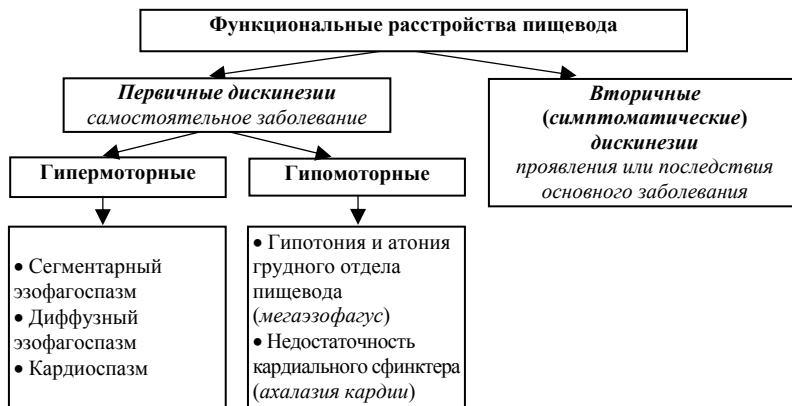 Функциональные расстройства пищевода
Первичные дискинезии
самостоятельное заболевание
Вторичные
(симптоматические)
дискинезии
проявления или последствия
основного заболевания
Гипермоторные
Гипомоторные
• Сегментарный
эзофагоспазм
• Диффузный
эзофагоспазм
• Кардиоспазм
• Гипотония и атония
грудного отдела
пищевода
(мегаэзофагус)
• Недостаточность
кардиального сфинктера
(ахалазия кардии)